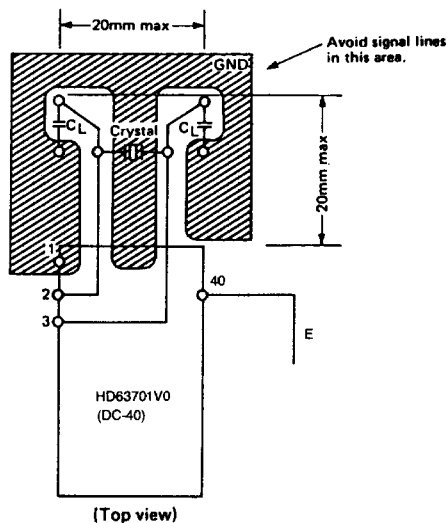 20mm max
GND
Avoid signal lines
in this area.
CL
Crystal
CL
20mm max
1
2
40
3
E
HD63701V0
(DC-40)
(Top view)